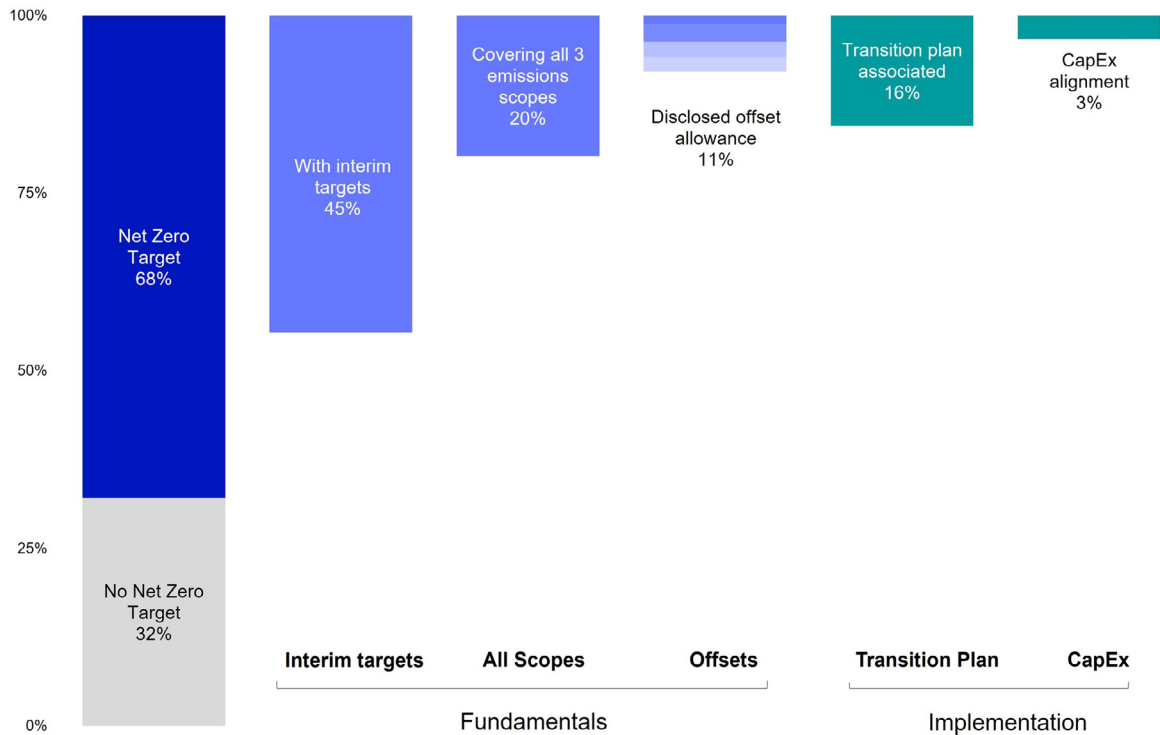 100%
75%
50%
25%
0%
Net Zero
Target
68%
No Net Zero
Target
32%
With interim
targets
45%
Covering all 3
emissions
scopes
20%
Disclosed offset
allowance
11%
Transition plan
associated
16%
CapEx
alignment
3%
Interim targets
All Scopes
Offsets
Transition Plan
CapEx
Fundamentals
Implementation